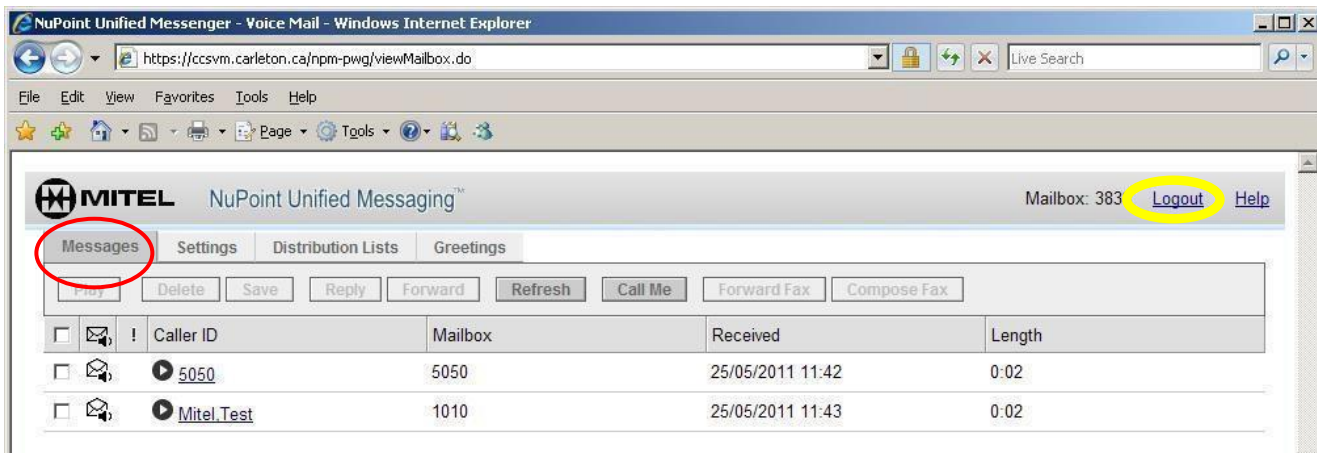 NuPoint Unified Messenger - Voice Mail - Windows Internet Explorer
https://ccsvm.carleton.ca/npm-pwg/viewMailbox.do Live Search
File Edit View Favorites Tools Help
Page Tools
MITEL NuPoint Unified Messaging™ Mailbox: 383 Logout Help
Messages Settings Distribution Lists Greetings
Play Delete Save Reply Forward Refresh Call Me Forward Fax Compose Fax
! Caller ID Mailbox Received Length
5050 5050 25/05/2011 11:42 0:02
Mitel,Test 1010 25/05/2011 11:43 0:02